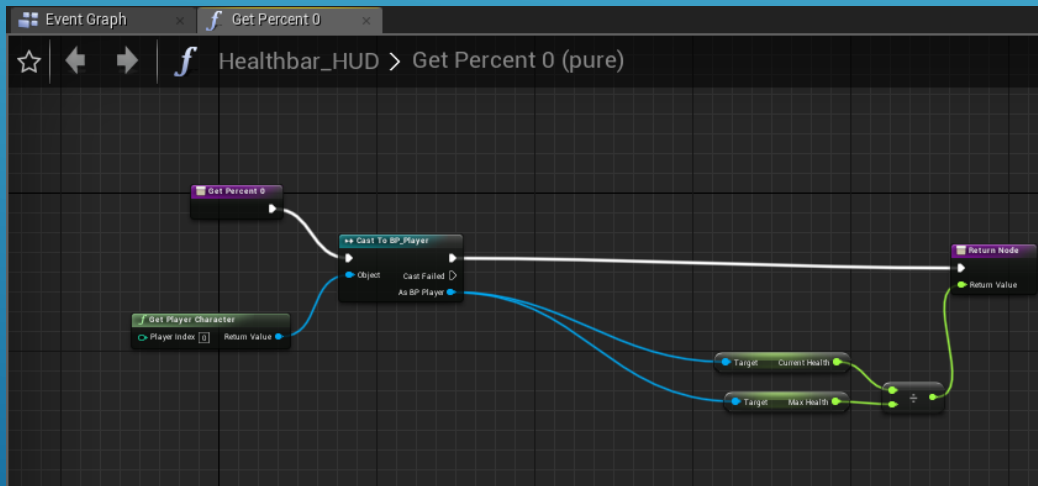 Event Graph
f Get Percent 0
f Healthbar_HUD > Get Percent 0 (pure)
Get Percent 0
Cast To BP_Player
Object
Cast Failed
As BP Player
f Get Player Character
Player Index 0 Return Value
Return Node
Return Value
Target Current Health
Target Max Health
÷